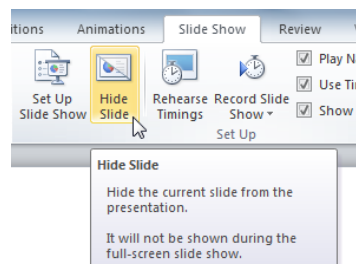 itions Animations Slide Show Review
Set Up
Slide Show
Hide
Slide
Rehearse
Timings
Record Slide
Show
Play N
Use Ti
Show
Set Up
Hide Slide
Hide the current slide from the
presentation.
It will not be shown during the
full-screen slide show.